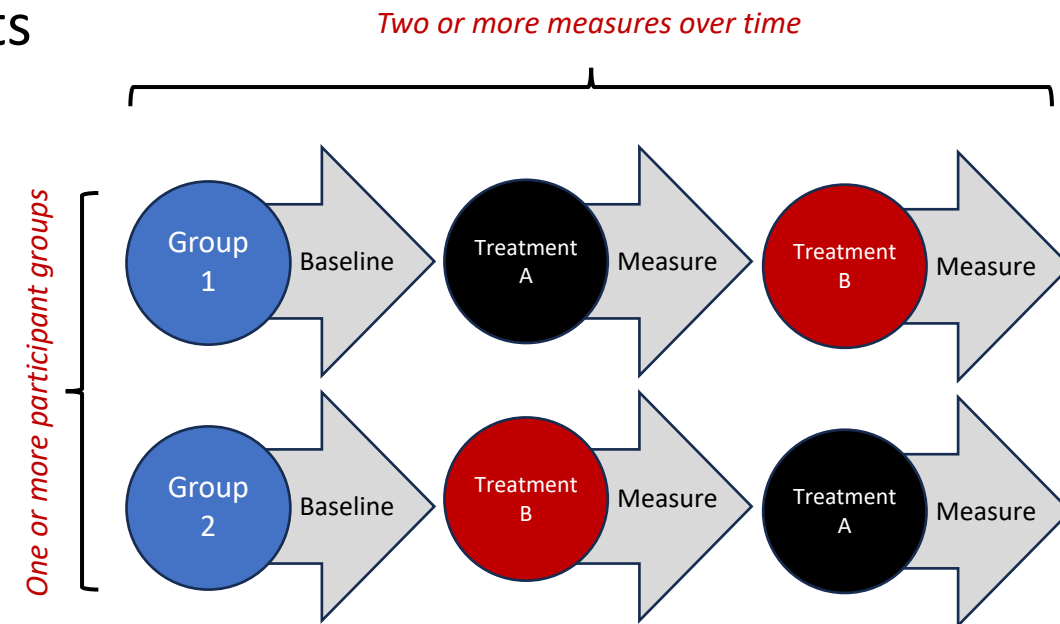 ts
Two or more measures over time
One or more participant groups
Group
1
Baseline
Treatment
A
Measure
Treatment
B
Measure
Group
2
Baseline
Treatment
B
Measure
Treatment
A
Measure